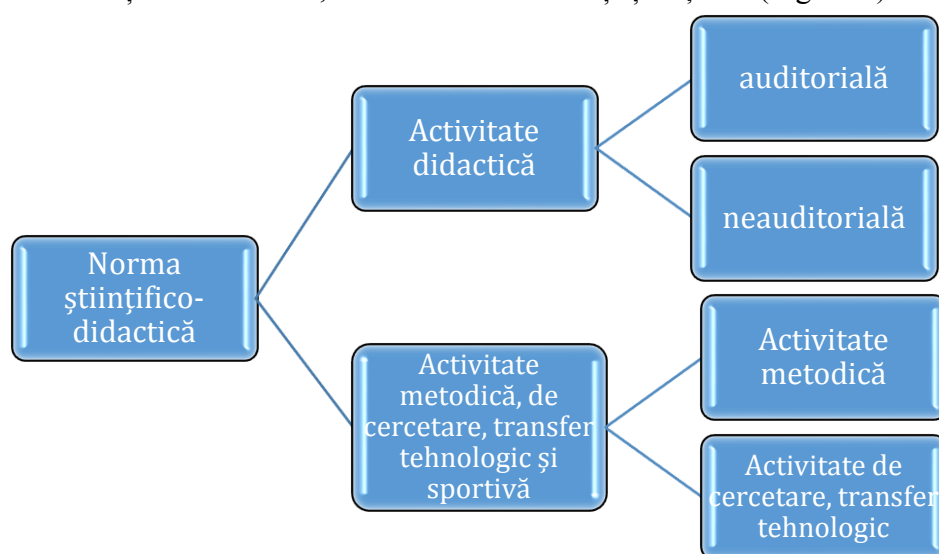 auditorială
Activitate
didactică
neauditorială
Norma
științifico-
didactică
Activitate
metodică, de
cercetare, transfer
tehnologic și
sportivă
Activitate
metodică
Activitate de
cercetare, transfer
tehnologic